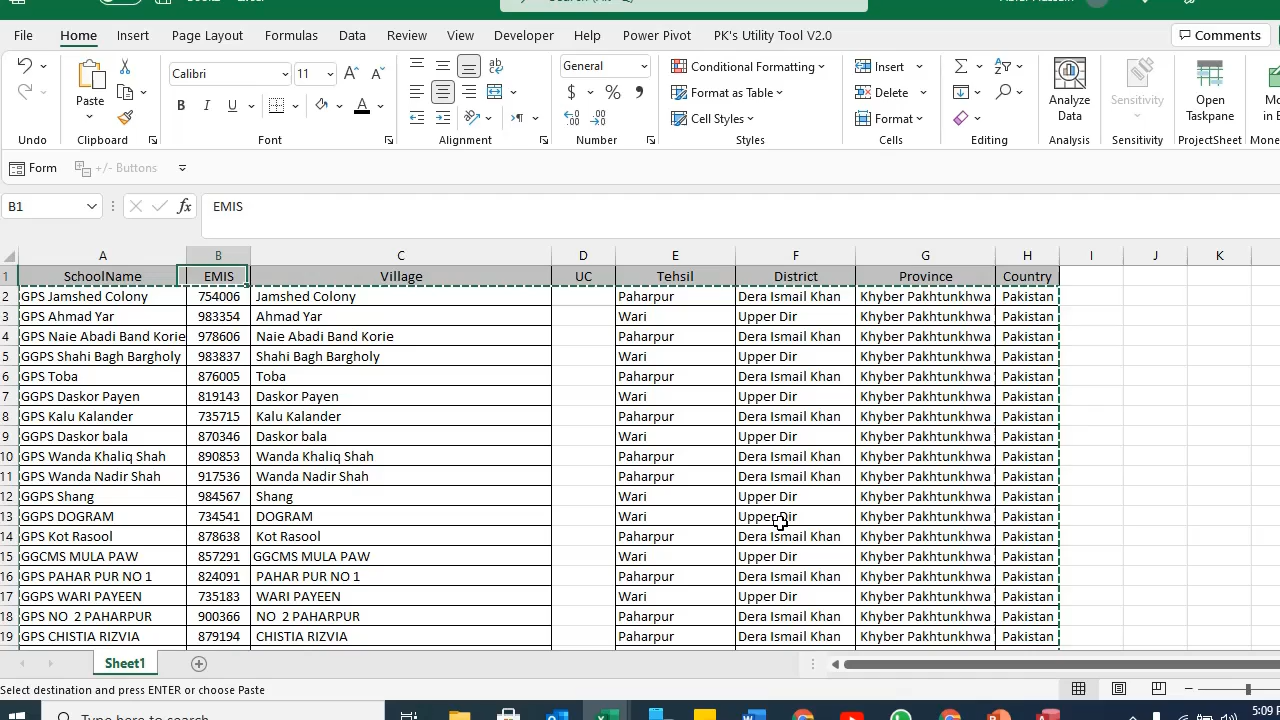 File Home Insert Page Layout Formulas Data Review View Developer Help Power Pivot PK's Utility Tool V2.0 Comments
Calibri 11 General Conditional Formatting Insert
Paste B I U A $ % Format as Table Delete Analyze Data Sensitivity Open Taskpane
Cell Styles Format
Undo Clipboard Font Alignment Number Styles Cells Editing Analysis Sensitivity ProjectSheet
Form +/- Buttons
B1 fx EMIS
A B C D E F G H I J K
1 SchoolName EMIS Village UC Tehsil District Province Country
2 GPS Jamshed Colony 754006 Jamshed Colony Paharpur Dera Ismail Khan Khyber Pakhtunkhwa Pakistan
3 GPS Ahmad Yar 983354 Ahmad Yar Wari Upper Dir Khyber Pakhtunkhwa Pakistan
4 GPS Naie Abadi Band Korie 978606 Naie Abadi Band Korie Paharpur Dera Ismail Khan Khyber Pakhtunkhwa Pakistan
5 GGPS Shahi Bagh Bargholy 983837 Shahi Bagh Bargholy Wari Upper Dir Khyber Pakhtunkhwa Pakistan
6 GPS Toba 876005 Toba Paharpur Dera Ismail Khan Khyber Pakhtunkhwa Pakistan
7 GGPS Daskor Payen 819143 Daskor Payen Wari Upper Dir Khyber Pakhtunkhwa Pakistan
8 GPS Kalu Kalander 735715 Kalu Kalander Paharpur Dera Ismail Khan Khyber Pakhtunkhwa Pakistan
9 GGPS Daskor bala 870346 Daskor bala Wari Upper Dir Khyber Pakhtunkhwa Pakistan
10 GPS Wanda Khaliq Shah 890853 Wanda Khaliq Shah Paharpur Dera Ismail Khan Khyber Pakhtunkhwa Pakistan
11 GPS Wanda Nadir Shah 917536 Wanda Nadir Shah Paharpur Dera Ismail Khan Khyber Pakhtunkhwa Pakistan
12 GGPS Shang 984567 Shang Wari Upper Dir Khyber Pakhtunkhwa Pakistan
13 GGPS DOGRAM 734541 DOGRAM Wari Upper Dir Khyber Pakhtunkhwa Pakistan
14 GPS Kot Rasool 878638 Kot Rasool Paharpur Dera Ismail Khan Khyber Pakhtunkhwa Pakistan
15 GGCMS MULA PAW 857291 GGCMS MULA PAW Wari Upper Dir Khyber Pakhtunkhwa Pakistan
16 GPS PAHAR PUR NO 1 824091 PAHAR PUR NO 1 Paharpur Dera Ismail Khan Khyber Pakhtunkhwa Pakistan
17 GGPS WARI PAYEEN 735183 WARI PAYEEN Wari Upper Dir Khyber Pakhtunkhwa Pakistan
18 GPS NO 2 PAHARPUR 900366 NO 2 PAHARPUR Paharpur Dera Ismail Khan Khyber Pakhtunkhwa Pakistan
19 GPS CHISTIA RIZVIA 879194 CHISTIA RIZVIA Paharpur Dera Ismail Khan Khyber Pakhtunkhwa Pakistan
Sheet1
Select destination and press ENTER or choose Paste
Type here to search 5:09